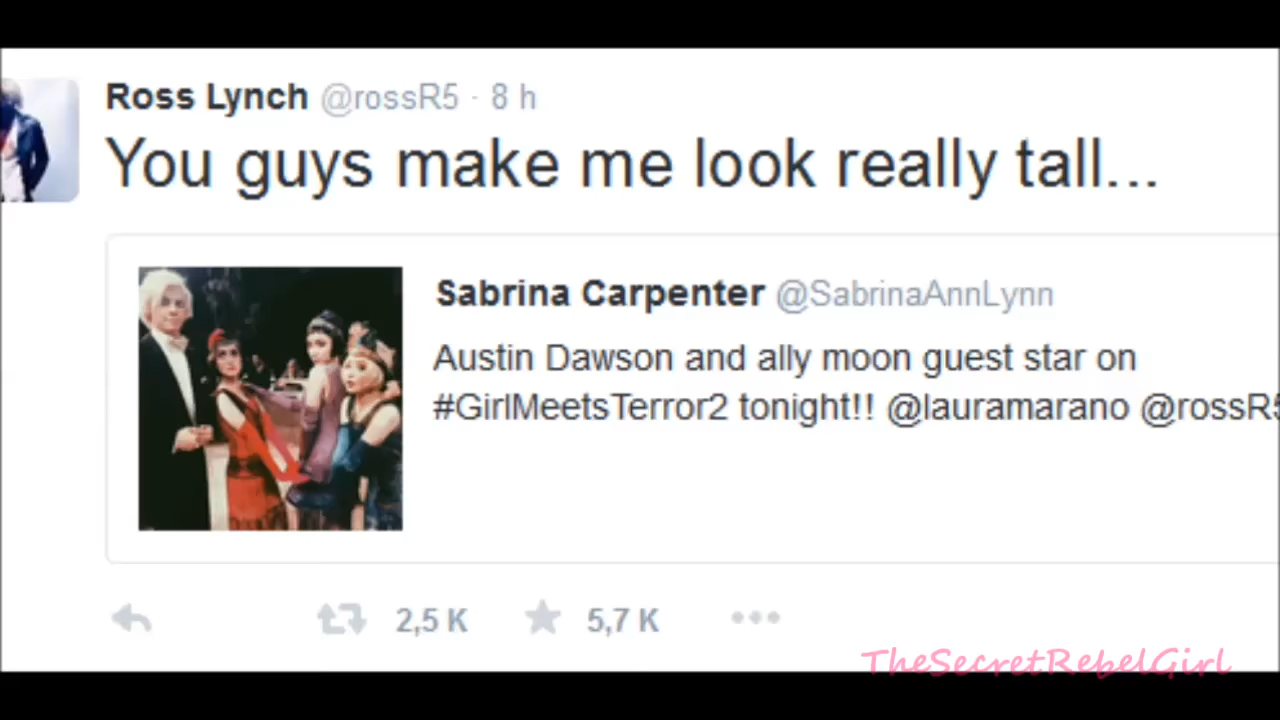 Ross Lynch @rossR5 · 8 h
You guys make me look really tall...
Sabrina Carpenter @SabrinaAnnLynn
Austin Dawson and ally moon guest star on
#GirlMeetsTerror2 tonight!! @lauramarano @rossR5
2,5 K 5,7 K
TheSecretRebelGirl